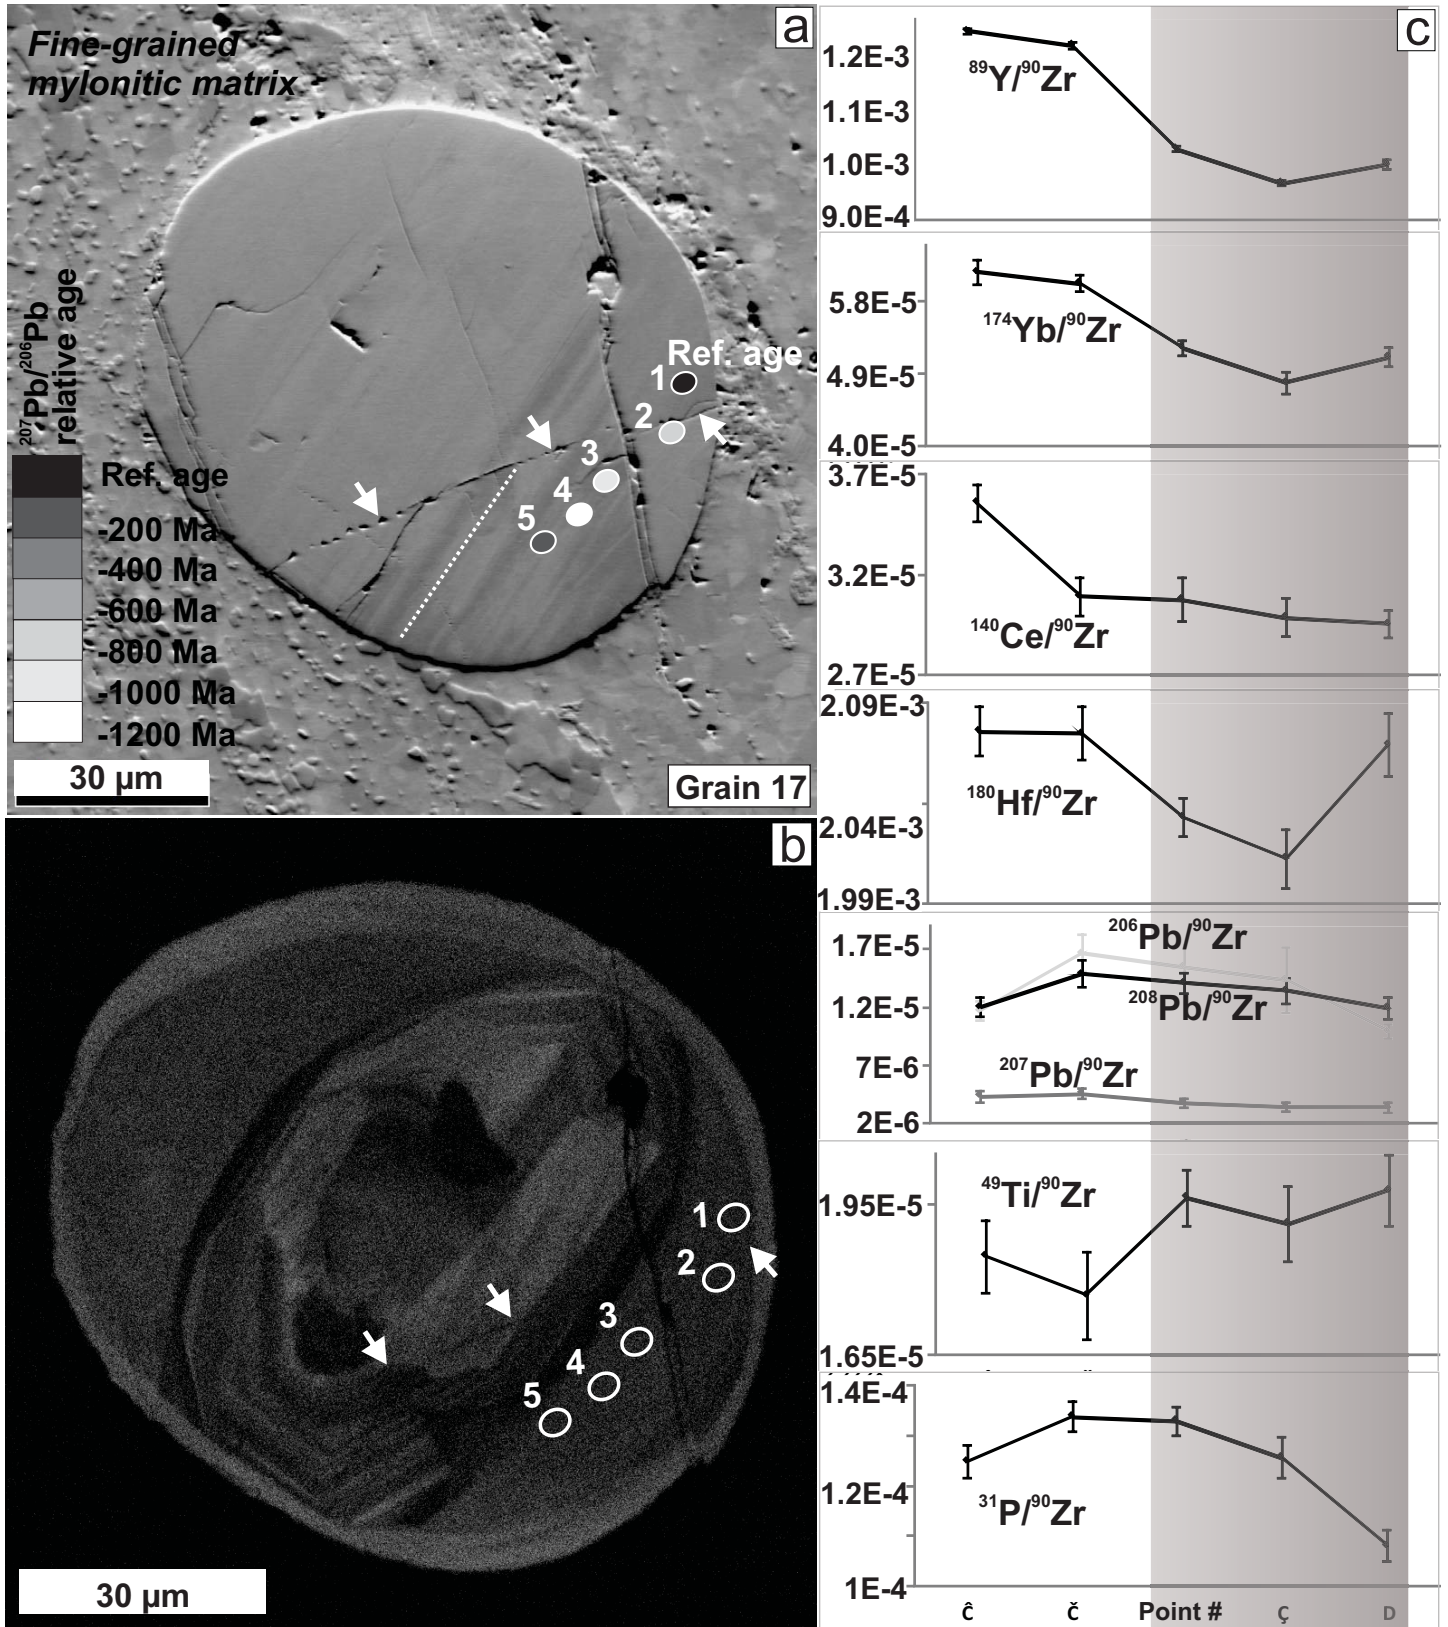 a
Fine-grained
mylonitic matrix
²⁰⁷Pb/²⁰⁶Pb
relative age
Ref. age
-200 Ma
-400 Ma
-600 Ma
-800 Ma
-1000 Ma
-1200 Ma
30 µm
Ref. age
1
2
3
4
5
Grain 17
b
1
2
3
4
5
30 µm
c
1.2E-3
⁸⁹Y/⁹⁰Zr
1.1E-3
1.0E-3
9.0E-4
5.8E-5
¹⁷⁴Yb/⁹⁰Zr
4.9E-5
4.0E-5
3.7E-5
3.2E-5
¹⁴⁰Ce/⁹⁰Zr
2.7E-5
2.09E-3
¹⁸⁰Hf/⁹⁰Zr
2.04E-3
1.99E-3
²⁰⁶Pb/⁹⁰Zr
1.7E-5
1.2E-5
²⁰⁸Pb/⁹⁰Zr
7E-6
²⁰⁷Pb/⁹⁰Zr
2E-6
⁴⁹Ti/⁹⁰Zr
1.95E-5
1.65E-5
1.4E-4
1.2E-4
³¹P/⁹⁰Zr
1E-4
Ĉ Č Point # Ç D